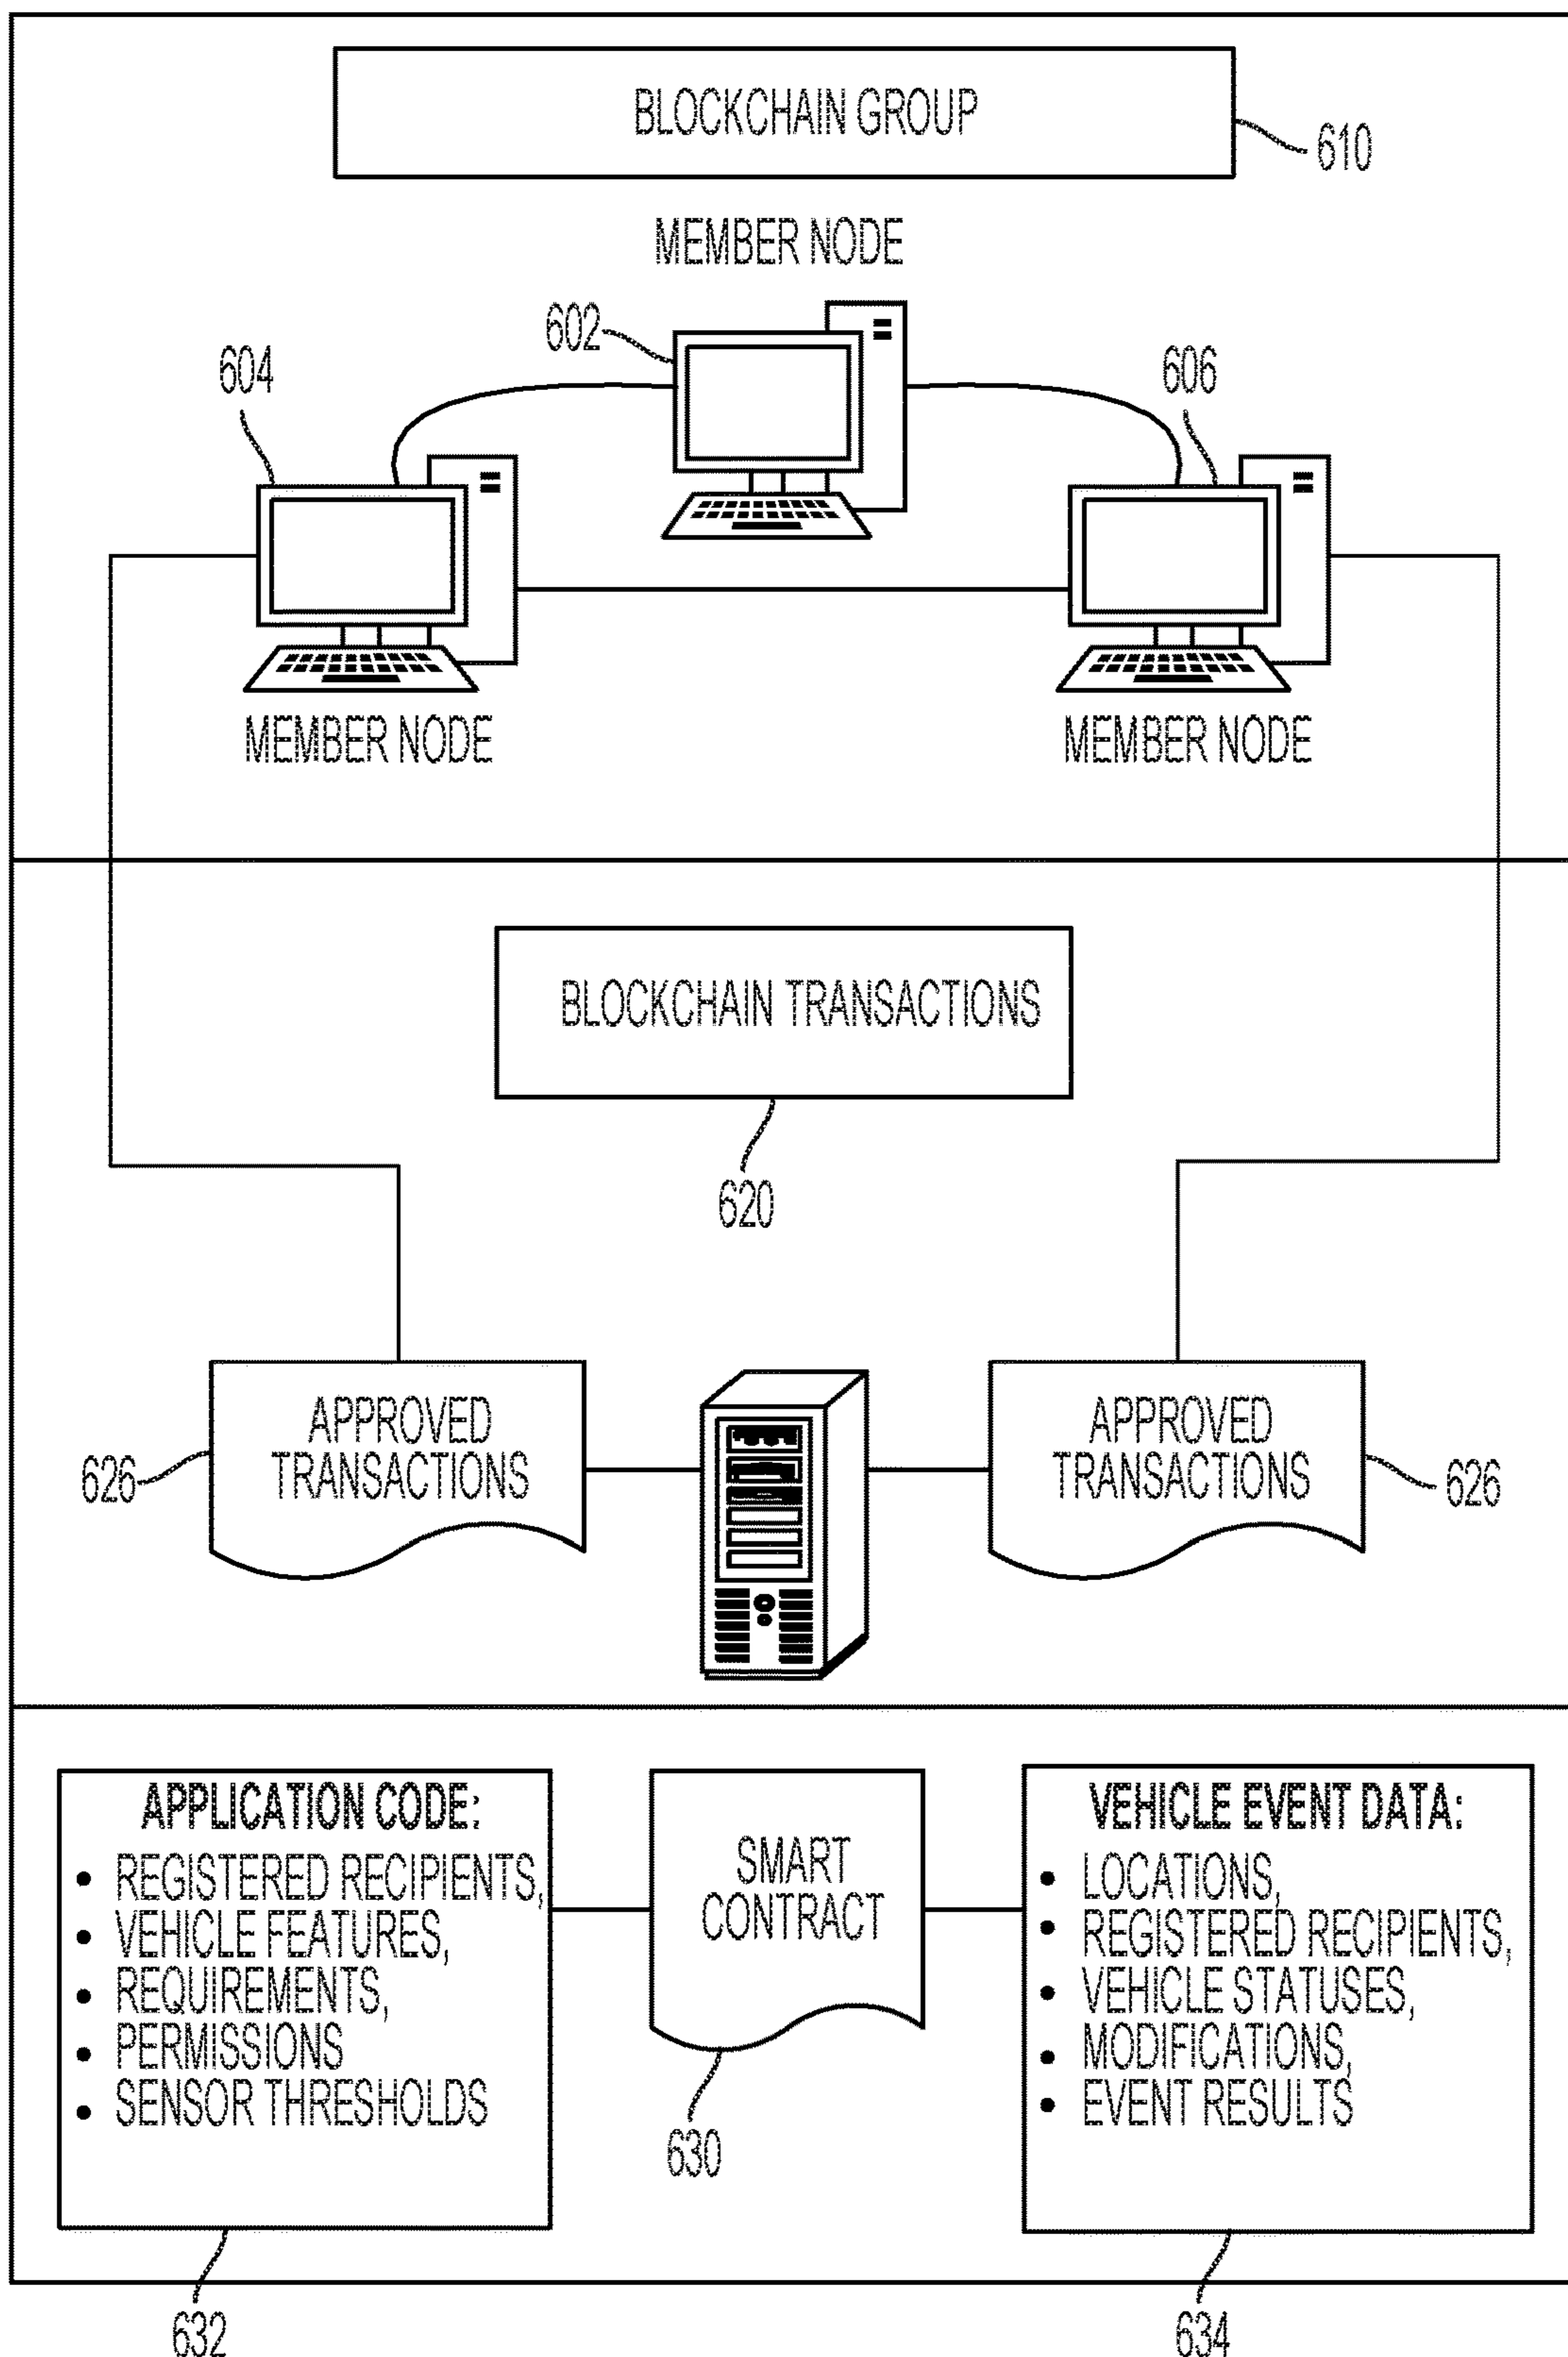 BLOCKCHAIN GROUP
610
MEMBER NODE
602
604
606
MEMBER NODE
MEMBER NODE
BLOCKCHAIN TRANSACTIONS
620
APPROVED
TRANSACTIONS
626
APPROVED
TRANSACTIONS
626
APPLICATION CODE:
• REGISTERED RECIPIENTS,
• VEHICLE FEATURES,
• REQUIREMENTS,
• PERMISSIONS
• SENSOR THRESHOLDS
632
SMART
CONTRACT
630
VEHICLE EVENT DATA:
• LOCATIONS,
• REGISTERED RECIPIENTS,
• VEHICLE STATUSES,
• MODIFICATIONS,
• EVENT RESULTS
634